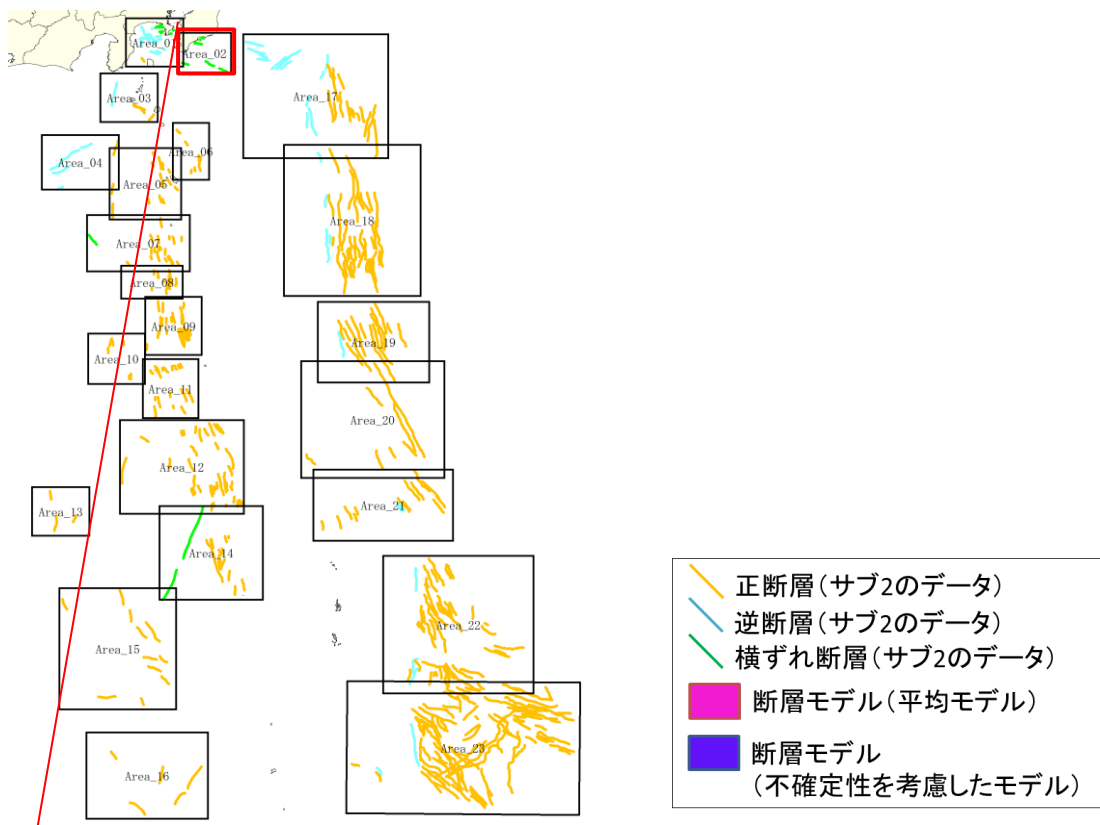 Area_01
Area_02
Area_03
Area_17
Area_04
Area_06
Area_05
Area_18
Area_07
Area_08
Area_09
Area_19
Area_10
Area_11
Area_20
Area_12
Area_13
Area_21
Area_14
Area_22
Area_15
Area_23
Area_16
正断層(サブ2のデータ)
逆断層(サブ2のデータ)
横ずれ断層(サブ2のデータ)
断層モデル(平均モデル)
断層モデル
(不確定性を考慮したモデル)